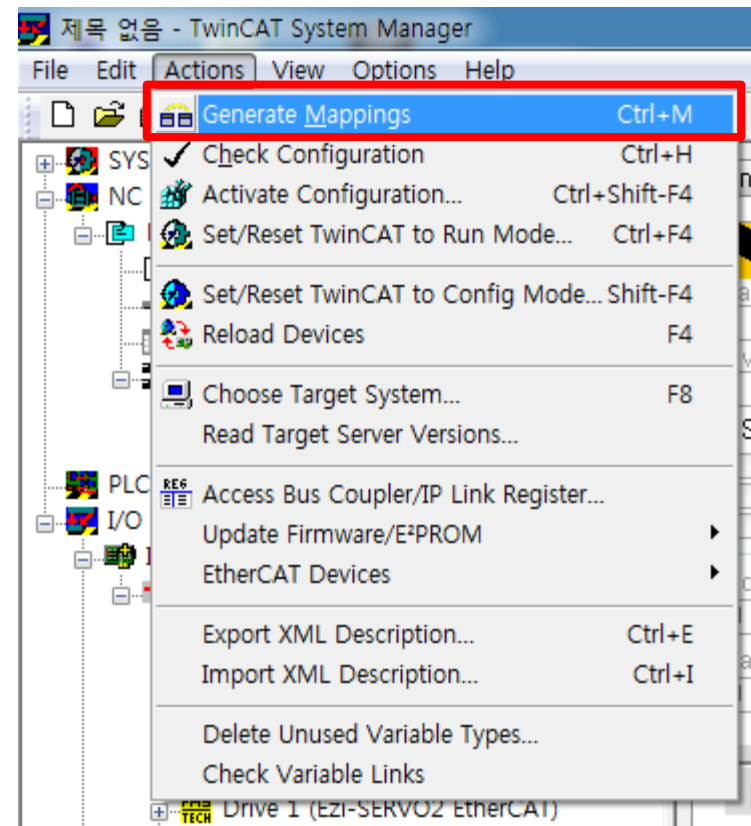 제목 없음 - TwinCAT System Manager
File Edit Actions View Options Help
Generate Mappings Ctrl+M
SYS Check Configuration Ctrl+H
NC Activate Configuration... Ctrl+Shift-F4
Set/Reset TwinCAT to Run Mode... Ctrl+F4
Set/Reset TwinCAT to Config Mode... Shift-F4
Reload Devices F4
Choose Target System... F8
Read Target Server Versions...
PLC Access Bus Coupler/IP Link Register...
I/O Update Firmware/E²PROM
EtherCAT Devices
Export XML Description... Ctrl+E
Import XML Description... Ctrl+I
Delete Unused Variable Types...
Check Variable Links
Drive 1 (Ezi-SERVO2 EtherCAT)